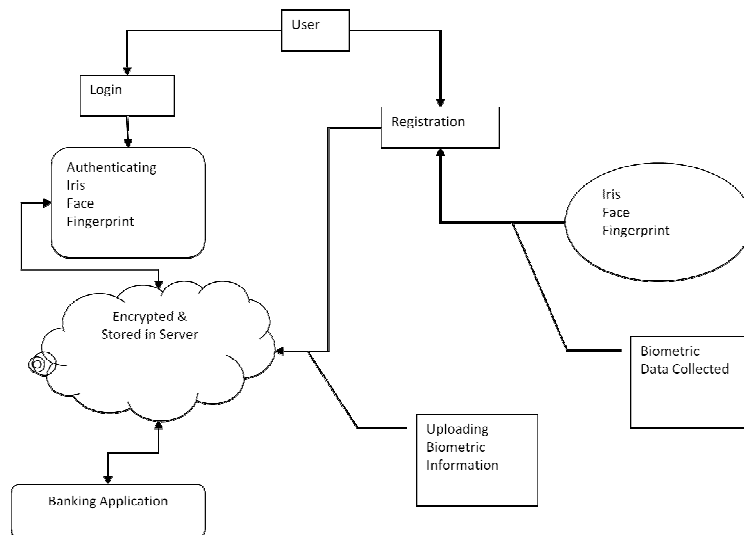 User
Login
Registration
Authenticating
Iris
Face
Fingerprint
Iris
Face
Fingerprint
Encrypted &
Stored in Server
Biometric
Data Collected
Uploading
Biometric
Information
Banking Application